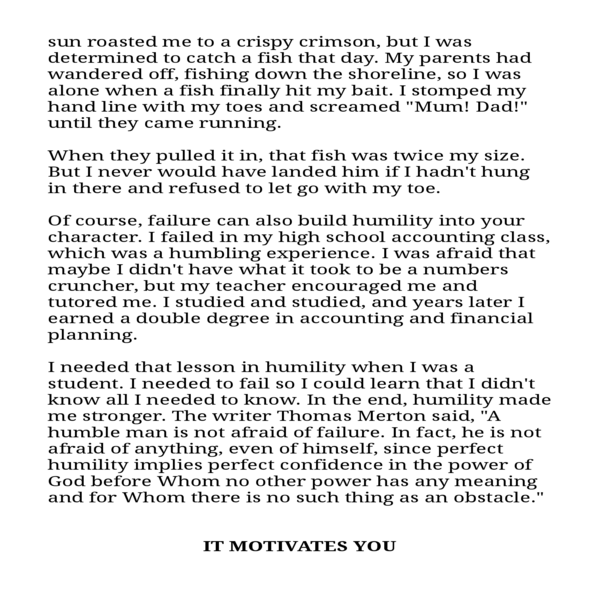 sun roasted me to a crispy crimson, but I was
determined to catch a fish that day. My parents had
wandered off, fishing down the shoreline, so I was
alone when a fish finally hit my bait. I stomped my
hand line with my toes and screamed "Mum! Dad!"
until they came running.
When they pulled it in, that fish was twice my size.
But I never would have landed him if I hadn't hung
in there and refused to let go with my toe.
Of course, failure can also build humility into your
character. I failed in my high school accounting class,
which was a humbling experience. I was afraid that
maybe I didn't have what it took to be a numbers
cruncher, but my teacher encouraged me and
tutored me. I studied and studied, and years later I
earned a double degree in accounting and financial
planning.
I needed that lesson in humility when I was a
student. I needed to fail so I could learn that I didn't
know all I needed to know. In the end, humility made
me stronger. The writer Thomas Merton said, "A
humble man is not afraid of failure. In fact, he is not
afraid of anything, even of himself, since perfect
humility implies perfect confidence in the power of
God before Whom no other power has any meaning
and for Whom there is no such thing as an obstacle."
IT MOTIVATES YOU